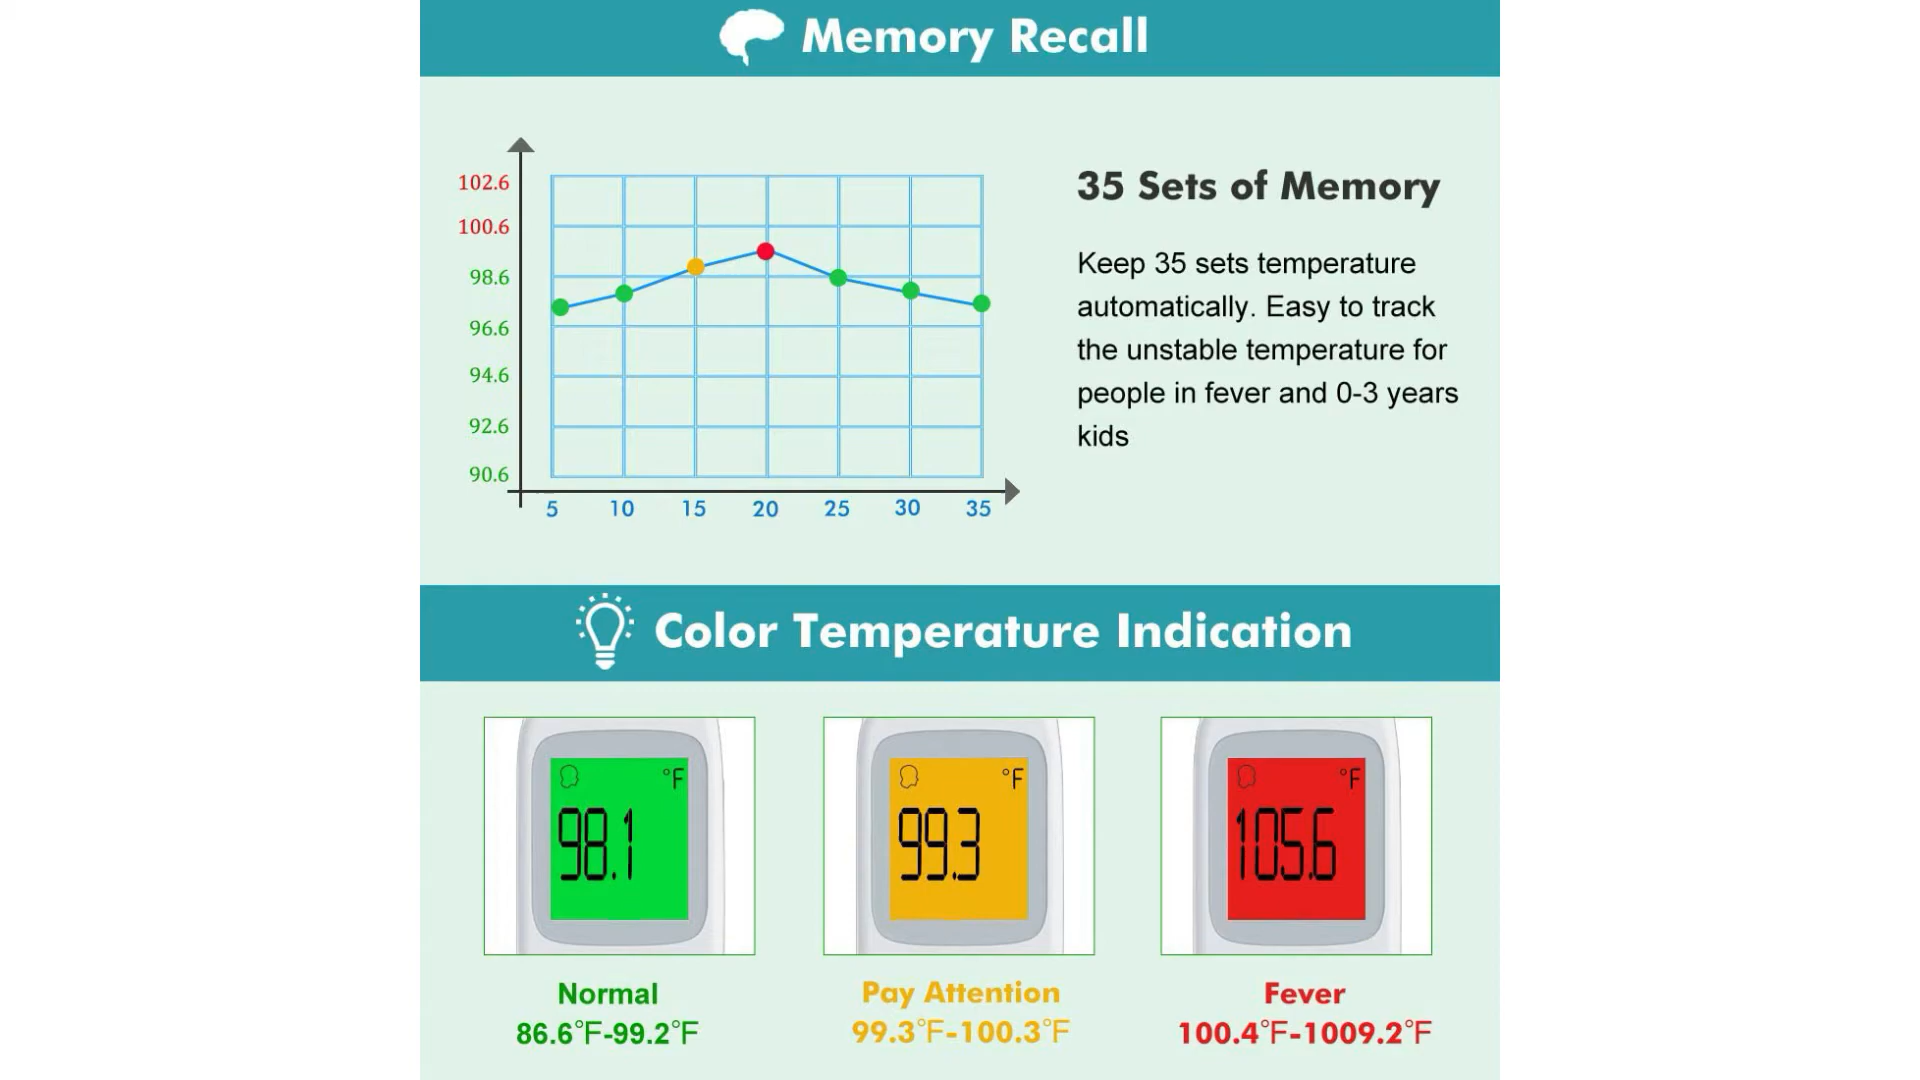 Memory Recall
102.6
100.6
98.6
96.6
94.6
92.6
90.6
5 10 15 20 25 30 35
35 Sets of Memory
Keep 35 sets temperature
automatically. Easy to track
the unstable temperature for
people in fever and 0-3 years
kids
Color Temperature Indication
°F
98.1
°F
99.3
°F
105.6
Normal
86.6°F-99.2°F
Pay Attention
99.3°F-100.3°F
Fever
100.4°F-1009.2°F